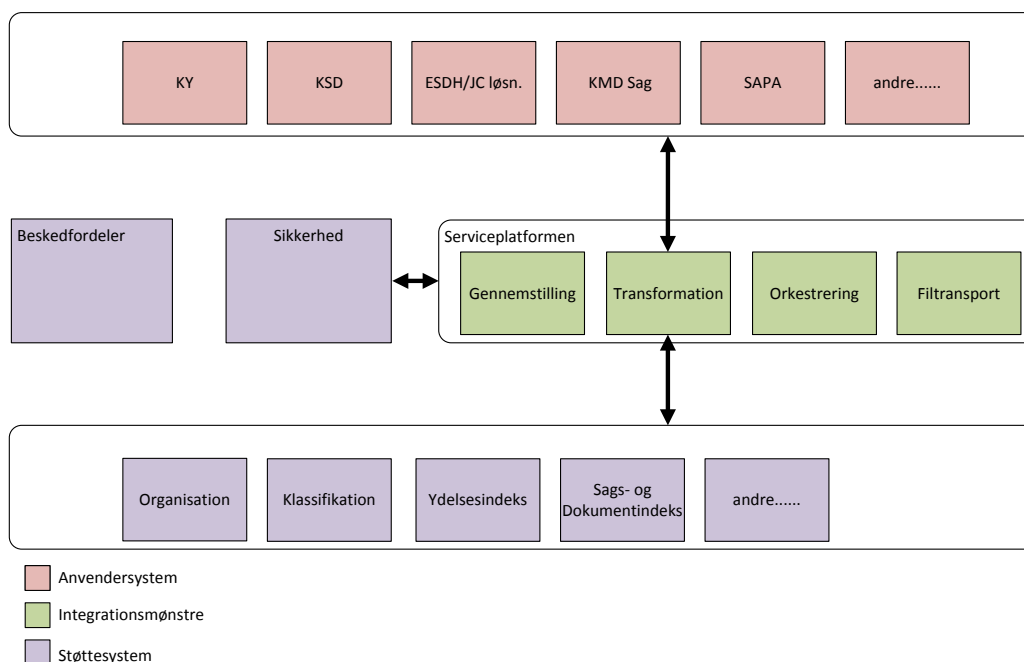 KY
KSD
ESDH/JC løsn.
KMD Sag
SAPA
andre......
Beskedfordeler
Sikkerhed
Serviceplatformen
Gennemstilling
Transformation
Orkestrering
Filtransport
Organisation
Klassifikation
Ydelsesindeks
Sags- og
Dokumentindeks
andre......
Anvendersystem
Integrationsmønstre
Støttesystem